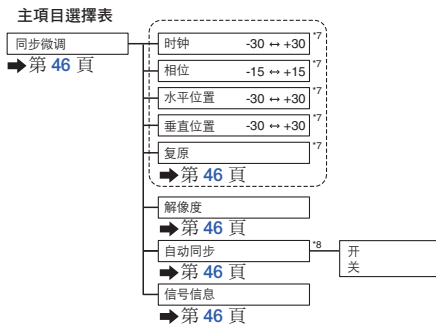 主項目選擇表
同步微调
➡第 46 頁
时钟 -30 ↔ +30 *7
相位 -15 ↔ +15 *7
水平位置 -30 ↔ +30 *7
垂直位置 -30 ↔ +30 *7
复原 *7
➡第 46 頁
解像度
➡第 46 頁
自动同步 *8
➡第 46 頁
开
关
信号信息
➡第 46 頁